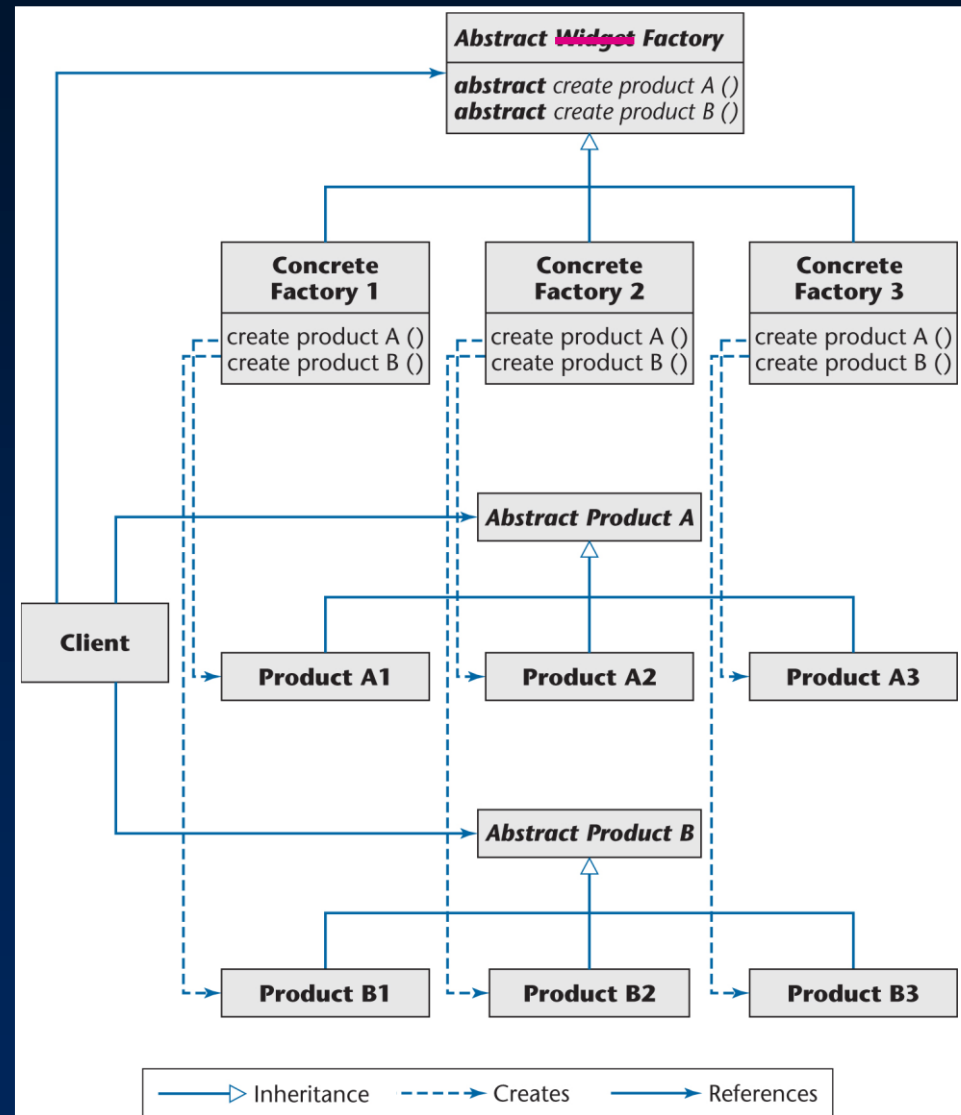 Abstract Widget Factory
abstract create product A ()
abstract create product B ()
Concrete
Factory 1
create product A ()
create product B ()
Concrete
Factory 2
create product A ()
create product B ()
Concrete
Factory 3
create product A ()
create product B ()
Abstract Product A
Client
Product A1
Product A2
Product A3
Abstract Product B
Product B1
Product B2
Product B3
Inheritance
Creates
References